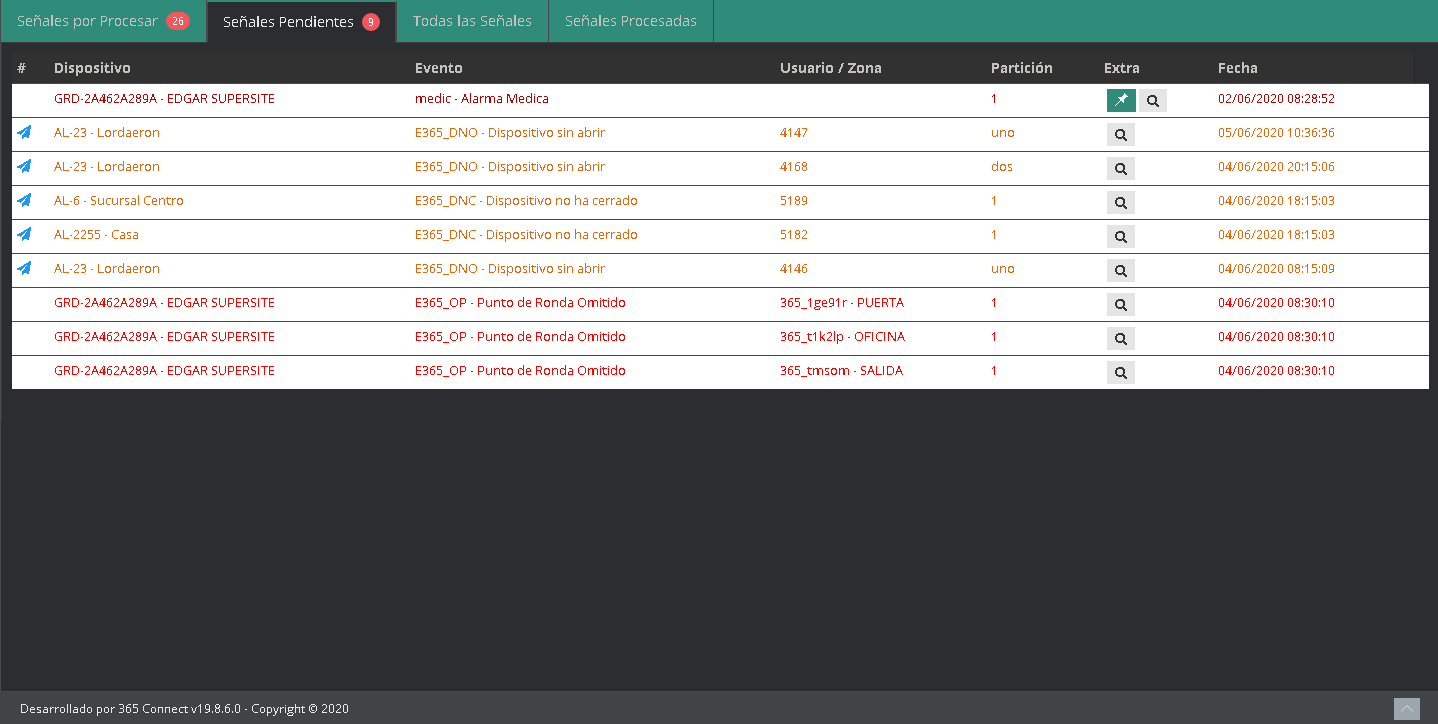 Señales por Procesar 26 Señales Pendientes 9 Todas las Señales Señales Procesadas
# Dispositivo Evento Usuario / Zona Partición Extra Fecha
GRD-2A462A289A - EDGAR SUPERSITE medic - Alarma Medica 1 02/06/2020 08:28:52
AL-23 - Lordaeron E365_DNO - Dispositivo sin abrir 4147 uno 05/06/2020 10:36:36
AL-23 - Lordaeron E365_DNO - Dispositivo sin abrir 4168 dos 04/06/2020 20:15:06
AL-6 - Sucursal Centro E365_DNC - Dispositivo no ha cerrado 5189 1 04/06/2020 18:15:03
AL-2255 - Casa E365_DNC - Dispositivo no ha cerrado 5182 1 04/06/2020 18:15:03
AL-23 - Lordaeron E365_DNO - Dispositivo sin abrir 4146 uno 04/06/2020 08:15:09
GRD-2A462A289A - EDGAR SUPERSITE E365_OP - Punto de Ronda Omitido 365_1ge91r - PUERTA 1 04/06/2020 08:30:10
GRD-2A462A289A - EDGAR SUPERSITE E365_OP - Punto de Ronda Omitido 365_t1k2lp - OFICINA 1 04/06/2020 08:30:10
GRD-2A462A289A - EDGAR SUPERSITE E365_OP - Punto de Ronda Omitido 365_tmsom - SALIDA 1 04/06/2020 08:30:10
Desarrollado por 365 Connect v19.8.6.0 - Copyright © 2020